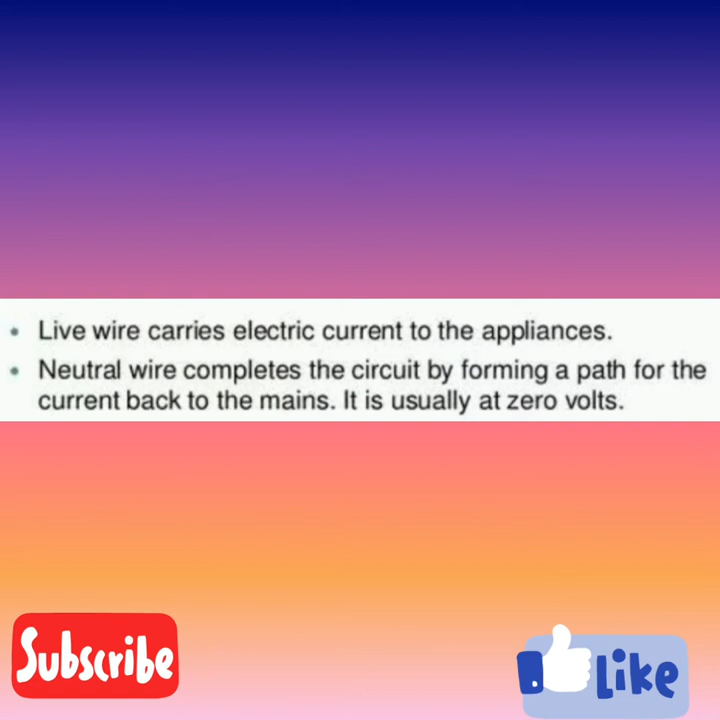 • Live wire carries electric current to the appliances.
• Neutral wire completes the circuit by forming a path for the
current back to the mains. It is usually at zero volts.
Subscribe
Like